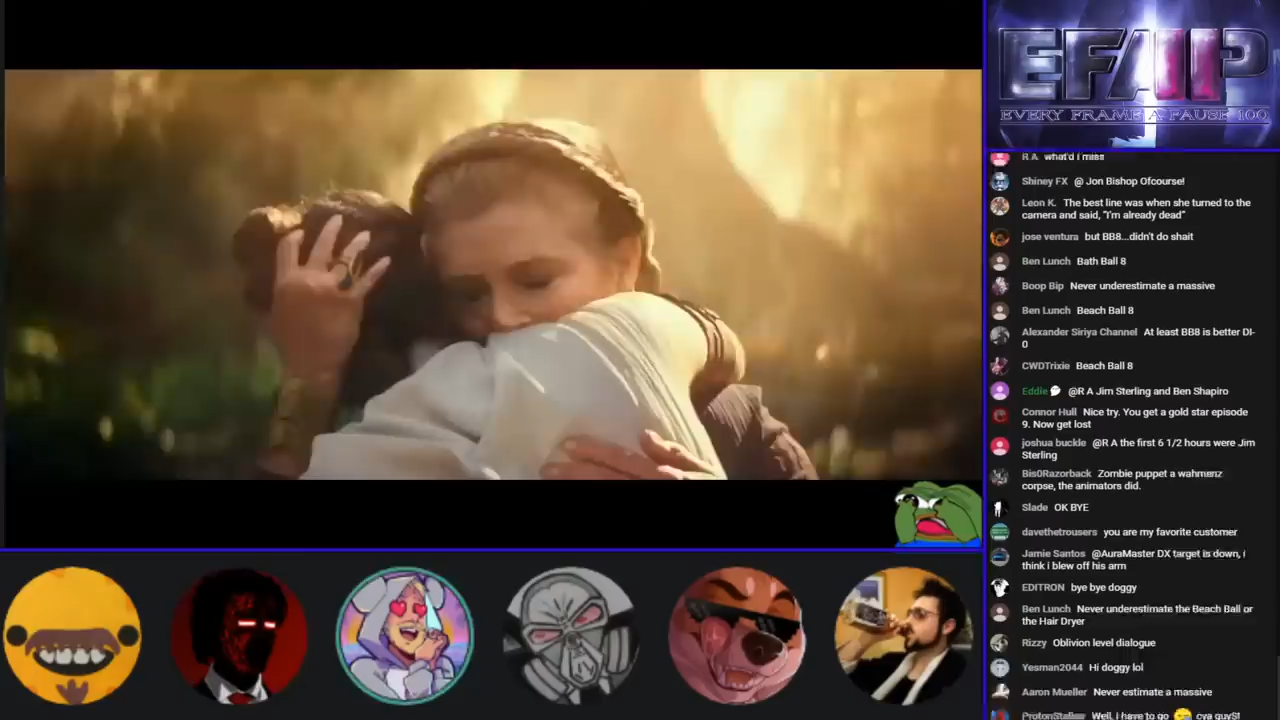 EFAP
EVERY FRAME A PAUSE 100
R.A what'd I miss
Shiney FX @ Jon Bishop Ofcourse!
Leon K. The best line was when she turned to the
camera and said, "I'm already dead"
jose ventura but BB8...didn't do shait
Ben Lunch Bath Ball 8
Boop Bip Never underestimate a massive
Ben Lunch Beach Ball 8
Alexander Siriya Channel At least BB8 is better DI-
0
CWDTrixie Beach Ball 8
Eddie @R A Jim Sterling and Ben Shapiro
Connor Hull Nice try. You get a gold star episode
9. Now get lost
joshua buckle @R A the first 6 1/2 hours were Jim
Sterling
Bis0Razorback Zombie puppet a wahmenz
corpse, the animators did.
Slade OK BYE
davethetrousers you are my favorite customer
Jamie Santos @AuraMaster DX target is down, i
think i blew off his arm
EDITRON bye bye doggy
Ben Lunch Never underestimate the Beach Ball or
the Hair Dryer
Rizzy Oblivion level dialogue
Yesman2044 Hi doggy lol
Aaron Mueller Never estimate a massive
ProtonStalker Well, i have to go cya guys!